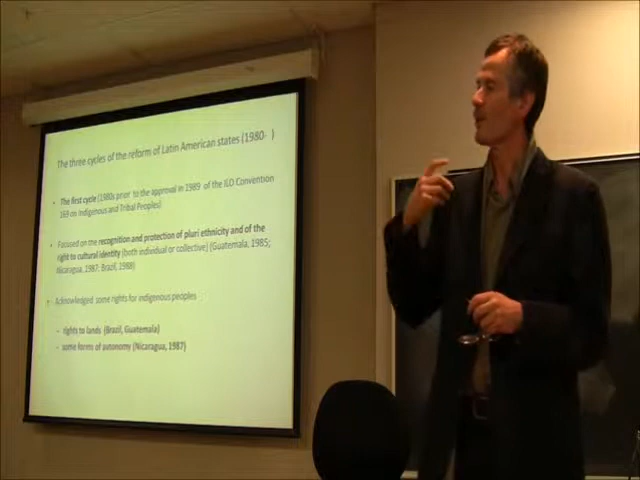 The three cycles of the reform of Latin American states (1980- )
• The first cycle (1980s prior to the approval in 1989 of the ILO Convention
169 on Indigenous and Tribal Peoples)
• Focused on the recognition and protection of pluri ethnicity and of the
right to cultural identity (both individual or collective) (Guatemala, 1985;
Nicaragua, 1987; Brazil, 1988)
• Acknowledged some rights for indigenous peoples
- rights to lands (Brazil, Guatemala)
- some forms of autonomy (Nicaragua, 1987)